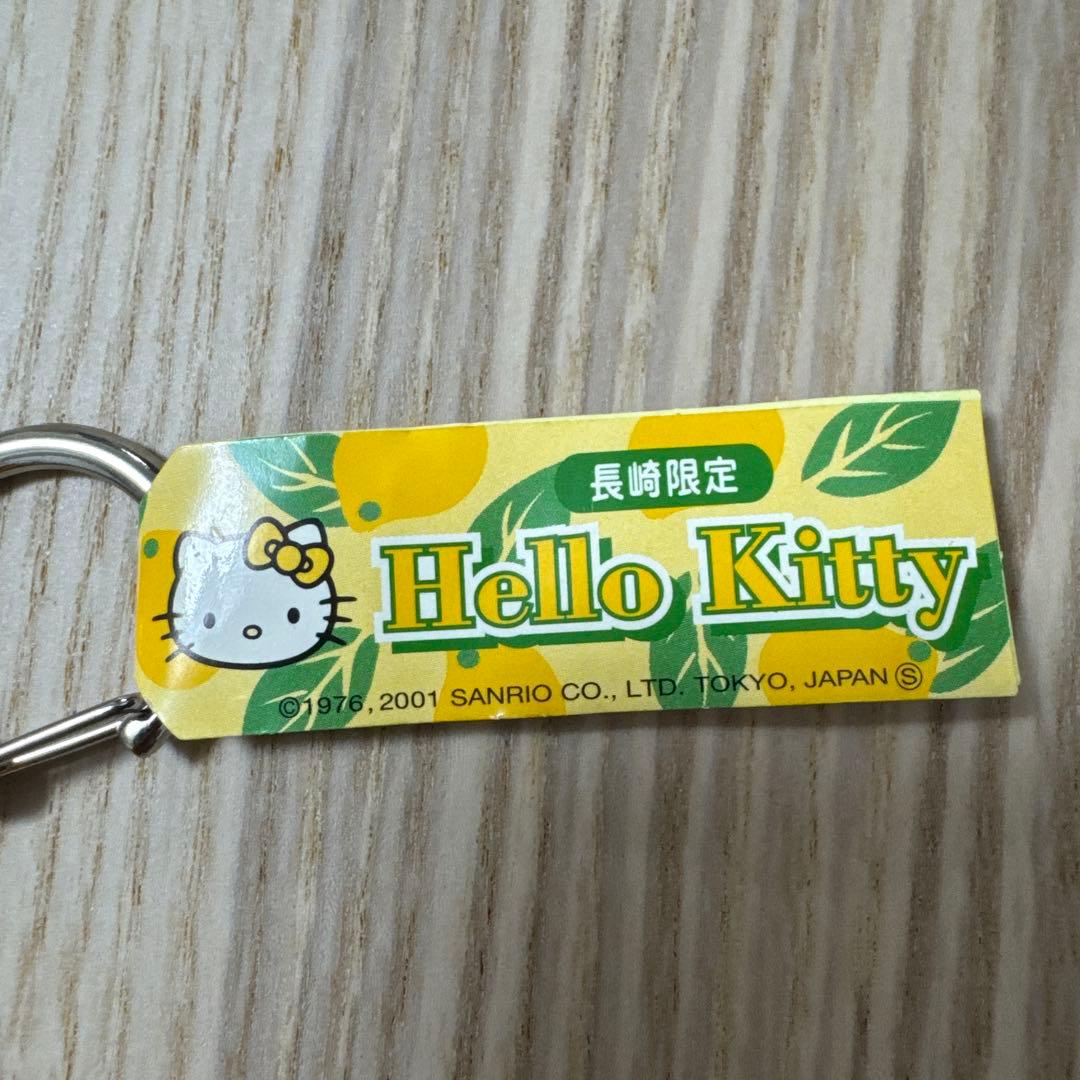 長崎限定
Hello Kitty
©1976, 2001 SANRIO CO., LTD. TOKYO, JAPAN Ⓢ